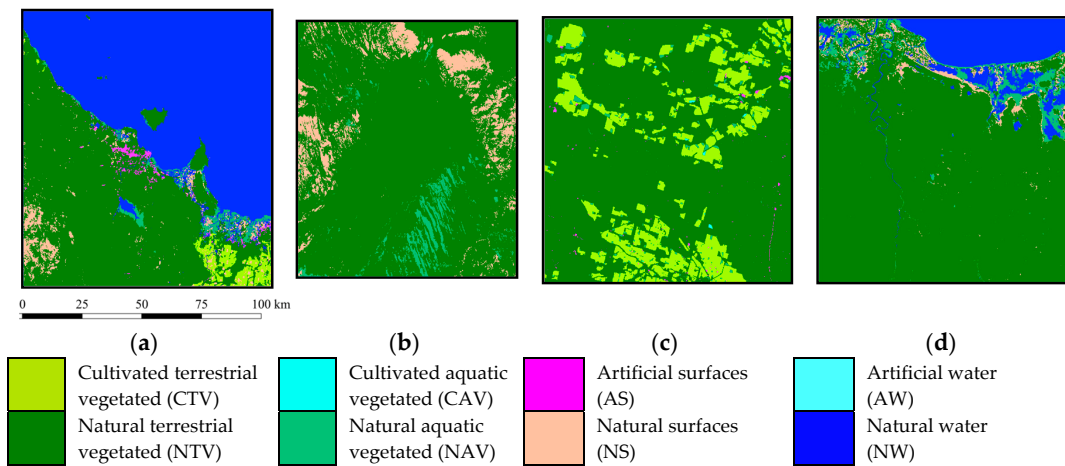 0 25 50 75 100 km
(a) (b) (c) (d)
Cultivated terrestrial
vegetated (CTV)
Cultivated aquatic
vegetated (CAV)
Artificial surfaces
(AS)
Artificial water
(AW)
Natural terrestrial
vegetated (NTV)
Natural aquatic
vegetated (NAV)
Natural surfaces
(NS)
Natural water
(NW)